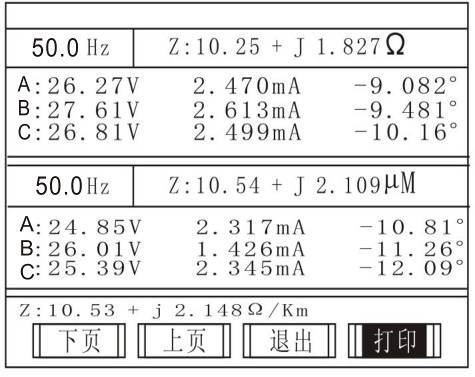 50.0 Hz Z:10.25 + J 1.827Ω
A:26.27V 2.470mA -9.082°
B:27.61V 2.613mA -9.481°
C:26.81V 2.499mA -10.16°
50.0Hz Z:10.54 + J 2.109μM
A:24.85V 2.317mA -10.81°
B:26.01V 1.426mA -11.26°
C:25.39V 2.345mA -12.09°
Z:10.53 + j 2.148Ω/Km
下页 上页 退出 打印